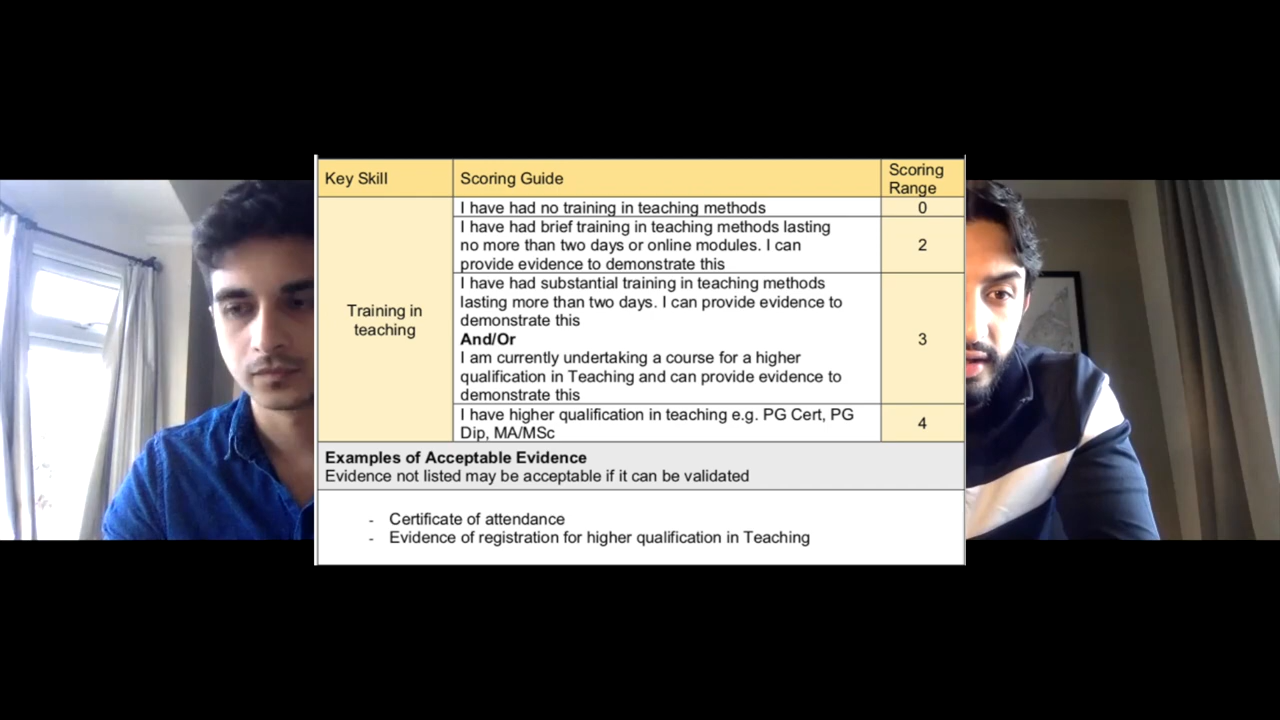 Key Skill
Scoring Guide
Scoring
Range
Training in
teaching
I have had no training in teaching methods
0
I have had brief training in teaching methods lasting
no more than two days or online modules. I can
provide evidence to demonstrate this
2
I have had substantial training in teaching methods
lasting more than two days. I can provide evidence to
demonstrate this
And/Or
I am currently undertaking a course for a higher
qualification in Teaching and can provide evidence to
demonstrate this
3
I have higher qualification in teaching e.g. PG Cert, PG
Dip, MA/MSc
4
Examples of Acceptable Evidence
Evidence not listed may be acceptable if it can be validated
- Certificate of attendance
- Evidence of registration for higher qualification in Teaching